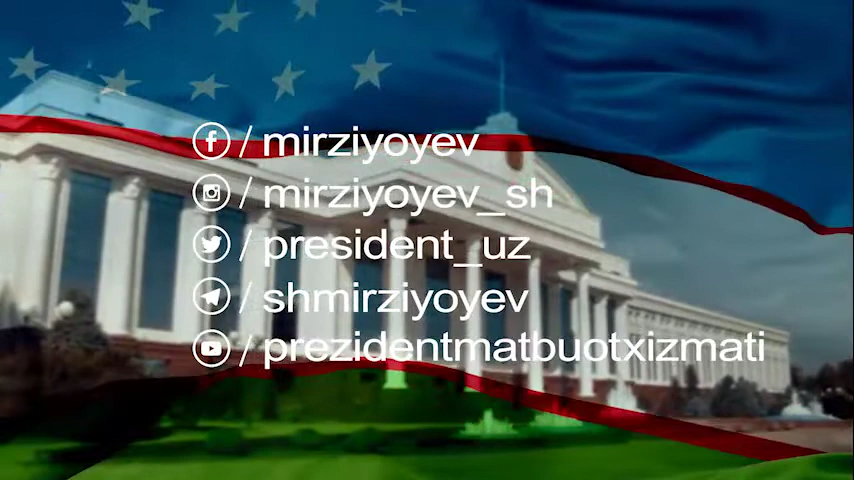 / mirziyoyev
/ mirziyoyev_sh
/ president_uz
/ shmirziyoyev
/ prezidentmatbuotxizmati